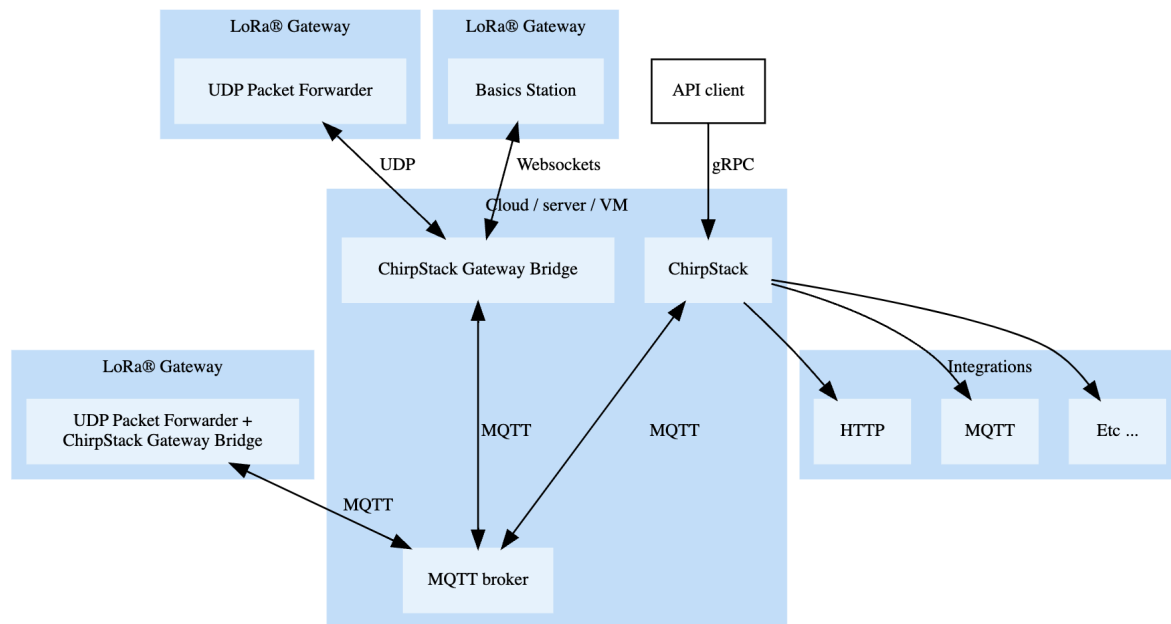 LoRa® Gateway
LoRa® Gateway
UDP Packet Forwarder
Basics Station
API client
UDP
Websockets
gRPC
Cloud / server / VM
ChirpStack Gateway Bridge
ChirpStack
LoRa® Gateway
Integrations
UDP Packet Forwarder +
ChirpStack Gateway Bridge
MQTT
MQTT
HTTP
MQTT
Etc ...
MQTT
MQTT broker